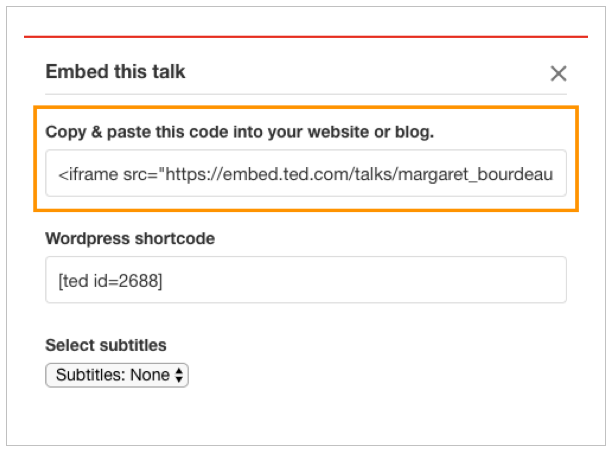 Embed this talk
Copy & paste this code into your website or blog.
<iframe src="https://embed.ted.com/talks/margaret_bourdeau
Wordpress shortcode
[ted id=2688]
Select subtitles
Subtitles: None